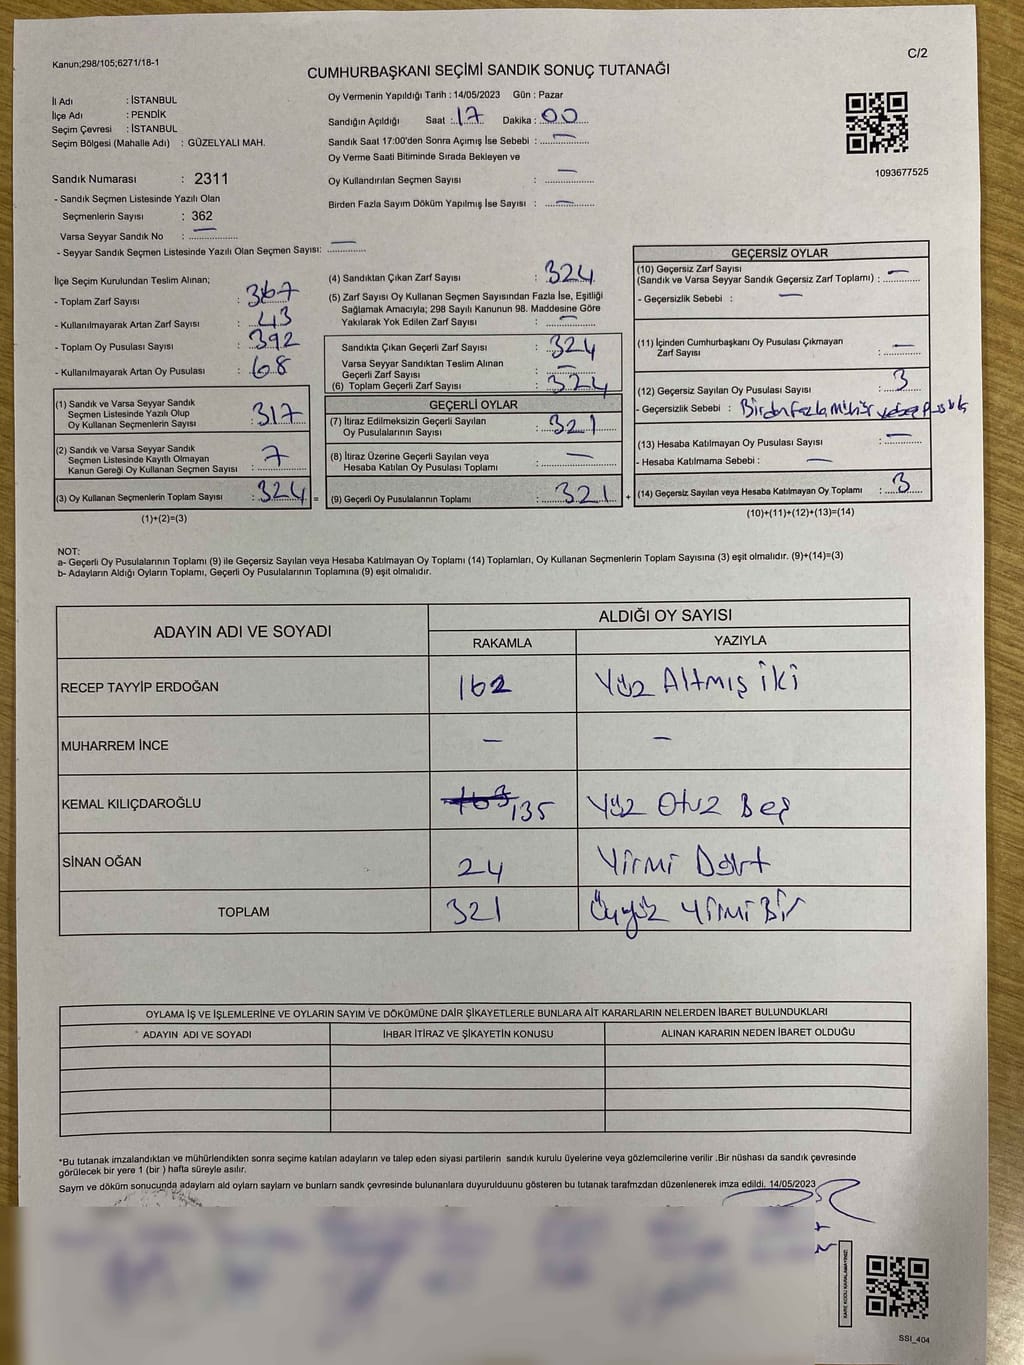 Kanun;298/105;6271/18-1
C/2
CUMHURBAŞKANI SEÇİMİ SANDIK SONUÇ TUTANAĞI
İl Adı : İSTANBUL
İlçe Adı : PENDİK
Seçim Çevresi : İSTANBUL
Seçim Bölgesi (Mahalle Adı) : GÜZELYALI MAH.
Sandık Numarası : 2311
- Sandık Seçmen Listesinde Yazılı Olan
Seçmenlerin Sayısı : 362
Varsa Seyyar Sandık No : —
- Seyyar Sandık Seçmen Listesinde Yazılı Olan Seçmen Sayısı: —
Oy Vermenin Yapıldığı Tarih : 14/05/2023 Gün : Pazar
Sandığın Açıldığı Saat : 17 Dakika : 00
Sandık Saat 17:00'den Sonra Açımış İse Sebebi : —
Oy Verme Saati Bitiminde Sırada Bekleyen ve
Oy Kullandırılan Seçmen Sayısı : —
Birden Fazla Sayım Döküm Yapılmış İse Sayısı : —
1093677525
İlçe Seçim Kurulundan Teslim Alınan;
- Toplam Zarf Sayısı : 367
- Kullanılmayarak Artan Zarf Sayısı : 43
- Toplam Oy Pusulası Sayısı : 392
- Kullanılmayarak Artan Oy Pusulası : 68
(1) Sandık ve Varsa Seyyar Sandık
Seçmen Listesinde Yazılı Olup
Oy Kullanan Seçmenlerin Sayısı : 317
(2) Sandık ve Varsa Seyyar Sandık
Seçmen Listesinde Kayıtlı Olmayan
Kanun Gereği Oy Kullanan Seçmen Sayısı : 7
(3) Oy Kullanan Seçmenlerin Toplam Sayısı : 324 =
(1)+(2)=(3)
(4) Sandıktan Çıkan Zarf Sayısı : 324
(5) Zarf Sayısı Oy Kullanan Seçmen Sayısından Fazla İse, Eşitliği
Sağlamak Amacıyla; 298 Sayılı Kanunun 98. Maddesine Göre
Yakılarak Yok Edilen Zarf Sayısı : —
Sandıkta Çıkan Geçerli Zarf Sayısı : 324
Varsa Seyyar Sandıktan Teslim Alınan
Geçerli Zarf Sayısı : —
(6) Toplam Geçerli Zarf Sayısı : 324
GEÇERLİ OYLAR
(7) İtiraz Edilmeksizin Geçerli Sayılan
Oy Pusulalarının Sayısı : 321
(8) İtiraz Üzerine Geçerli Sayılan veya
Hesaba Katılan Oy Pusulası Toplamı : —
(9) Geçerli Oy Pusulalarının Toplamı : 321 +
GEÇERSİZ OYLAR
(10) Geçersiz Zarf Sayısı
(Sandık ve Varsa Seyyar Sandık Geçersiz Zarf Toplamı) : —
- Geçersizlik Sebebi : —
(11) İçinden Cumhurbaşkanı Oy Pusulası Çıkmayan
Zarf Sayısı : —
(12) Geçersiz Sayılan Oy Pusulası Sayısı : 3
- Geçersizlik Sebebi : Birden Fazla Mühür
(13) Hesaba Katılmayan Oy Pusulası Sayısı : —
- Hesaba Katılmama Sebebi : —
(14) Geçersiz Sayılan veya Hesaba Katılmayan Oy Toplamı : 3
(10)+(11)+(12)+(13)=(14)
NOT:
a- Geçerli Oy Pusulalarının Toplamı (9) ile Geçersiz Sayılan veya Hesaba Katılmayan Oy Toplamı (14) Toplamları, Oy Kullanan Seçmenlerin Toplam Sayısına (3) eşit olmalıdır. (9)+(14)=(3)
b- Adayların Aldığı Oyların Toplamı, Geçerli Oy Pusulalarının Toplamına (9) eşit olmalıdır.
ADAYIN ADI VE SOYADI
ALDIĞI OY SAYISI
RAKAMLA YAZIYLA
RECEP TAYYİP ERDOĞAN 162 Yüz Altmış iki
MUHARREM İNCE — —
KEMAL KILIÇDAROĞLU 163 135 Yüz Otuz Beş
SİNAN OĞAN 24 Yirmi Dört
TOPLAM 321 Üçyüz Yirmi Bir
OYLAMA İŞ VE İŞLEMLERİNE VE OYLARIN SAYIM VE DÖKÜMÜNE DAİR ŞİKAYETLERLE BUNLARA AİT KARARLARIN NELERDEN İBARET BULUNDUKLARI
ADAYIN ADI VE SOYADI İHBAR İTİRAZ VE ŞİKAYETİN KONUSU ALINAN KARARIN NEDEN İBARET OLDUĞU
*Bu tutanak imzalandıktan ve mühürlendikten sonra seçime katılan adayların ve talep eden siyasi partilerin sandık kurulu üyelerine veya gözlemcilerine verilir .Bir nüshası da sandık çevresinde
görülecek bir yere 1 (bir ) hafta süreyle asılır.
Sayım ve döküm sonucunda adayların ald oyların sayıların ve bunların sandk çevresinde bulunanlara duyurulduunu gösteren bu tutanak tarafmzdan düzenlenerek imza edildi. 14/05/2023
KARE KODU KARALAMAYINIZ!
SSI_404